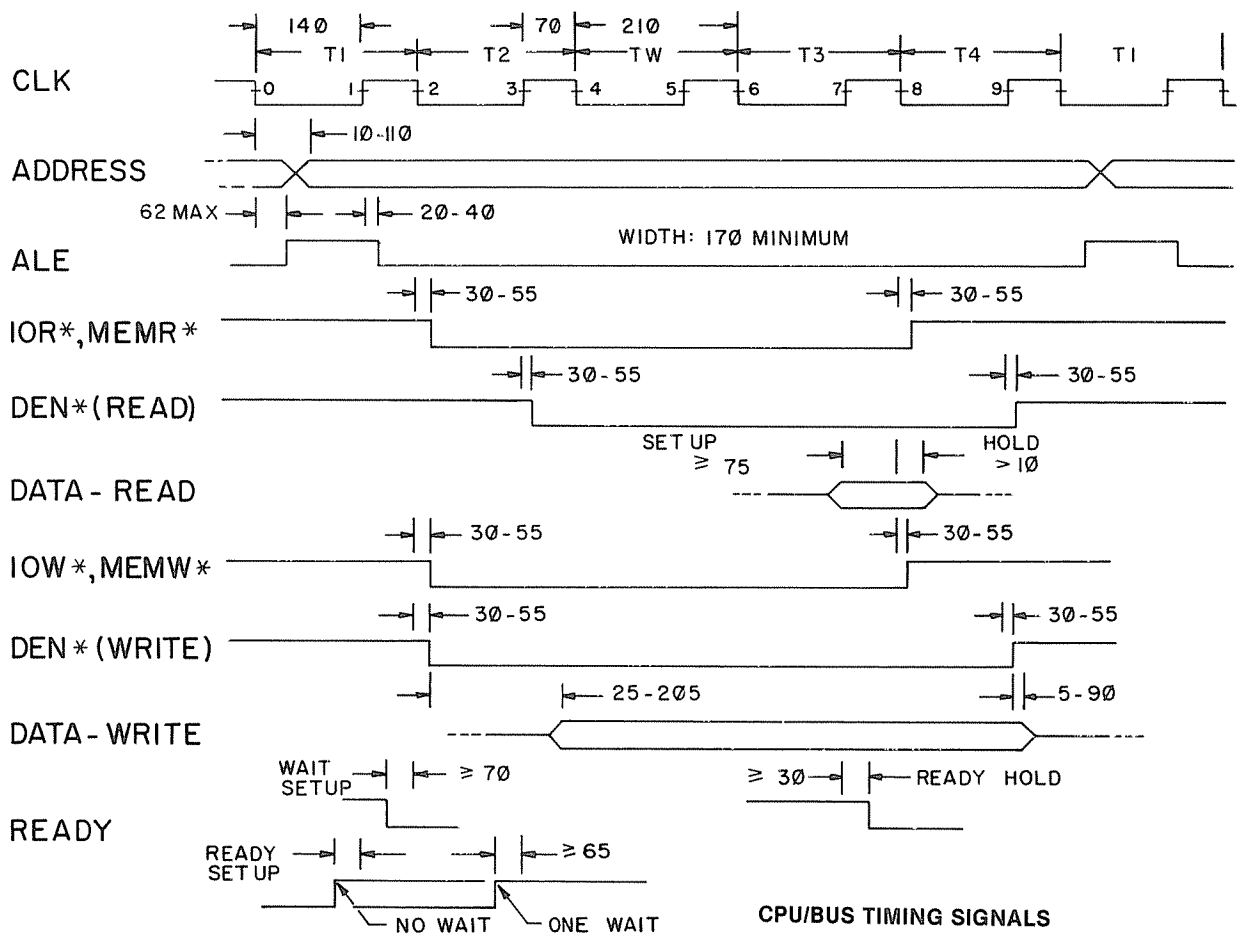 140 70 210
T1 T2 TW T3 T4 T1
CLK 0 1 2 3 4 5 6 7 8 9
10-110
ADDRESS
62 MAX 20-40
WIDTH: 170 MINIMUM
ALE
30-55 30-55
IOR*, MEMR*
30-55 30-55
DEN* (READ)
SET UP HOLD
≥ 75 >10
DATA - READ
30-55 30-55
IOW*, MEMW*
30-55 30-55
DEN* (WRITE)
25-205 5-90
DATA - WRITE
WAIT ≥ 70 ≥ 30 READY HOLD
SETUP
READY
READY ≥ 65
SET UP
NO WAIT ONE WAIT
CPU/BUS TIMING SIGNALS